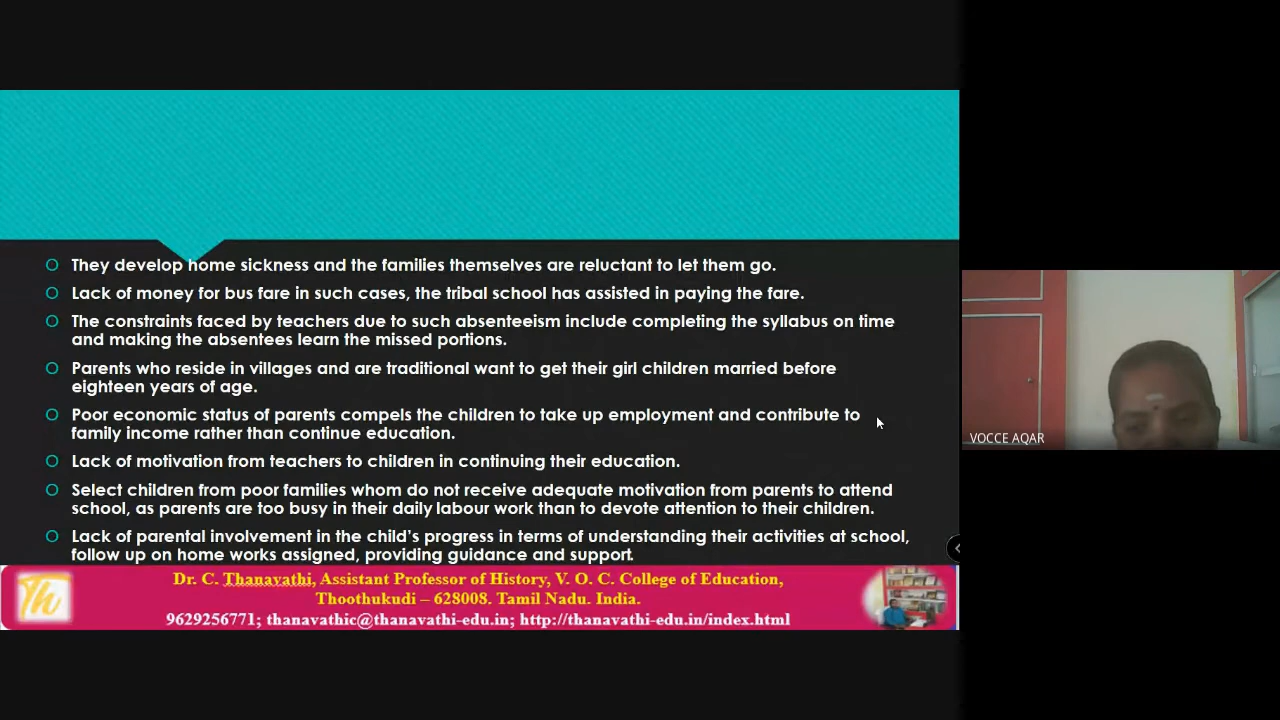 O They develop home sickness and the families themselves are reluctant to let them go.
O Lack of money for bus fare in such cases, the tribal school has assisted in paying the fare.
O The constraints faced by teachers due to such absenteeism include completing the syllabus on time
and making the absentees learn the missed portions.
O Parents who reside in villages and are traditional want to get their girl children married before
eighteen years of age.
O Poor economic status of parents compels the children to take up employment and contribute to
family income rather than continue education.
O Lack of motivation from teachers to children in continuing their education.
O Select children from poor families whom do not receive adequate motivation from parents to attend
school, as parents are too busy in their daily labour work than to devote attention to their children.
O Lack of parental involvement in the child's progress in terms of understanding their activities at school,
follow up on home works assigned, providing guidance and support.
Th
Dr. C. Thanavathi, Assistant Professor of History, V. O. C. College of Education,
Thoothukudi – 628008. Tamil Nadu. India.
9629256771; thanavathic@thanavathi-edu.in; http://thanavathi-edu.in/index.html
VOCCE AQAR